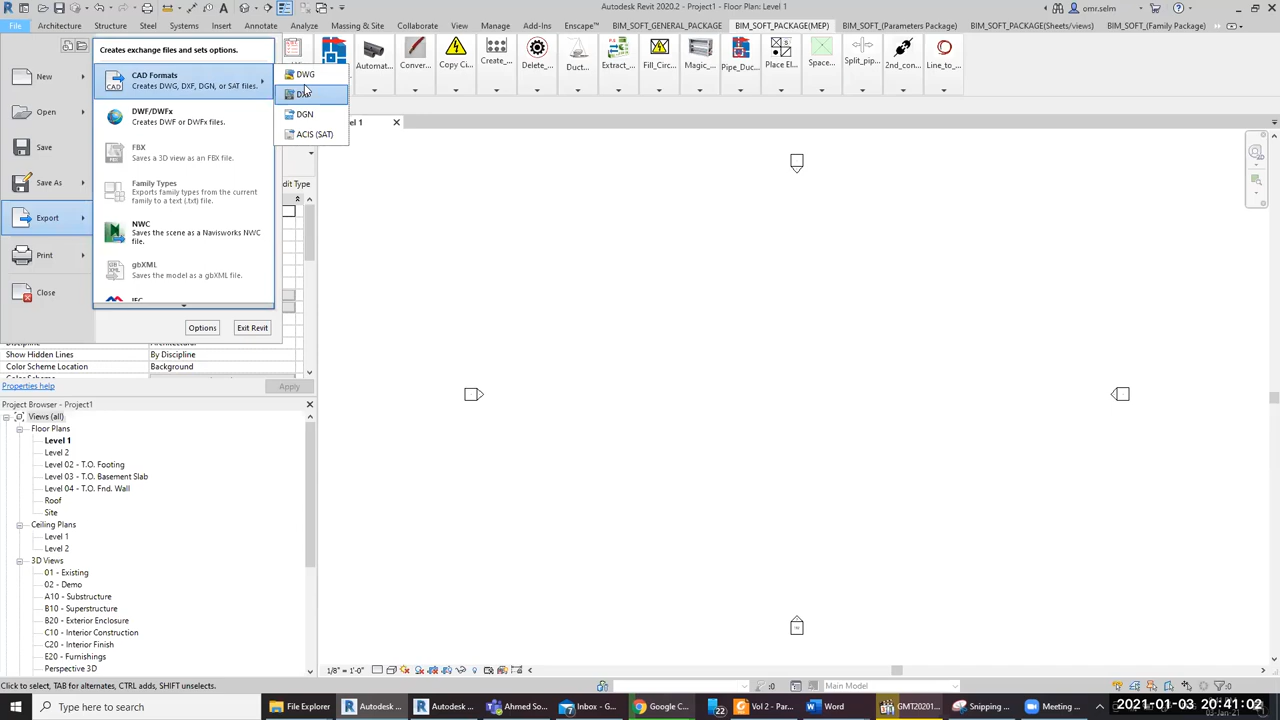 Autodesk Revit 2020.2 - Project1 - Floor Plan: Level 1
omr.selm
File
Architecture
Structure
Steel
Systems
Insert
Annotate
Analyze
Massing & Site
Collaborate
View
Manage
Add-Ins
Enscape™
BIM_SOFT_GENERAL_PACKAGE
BIM_SOFT_PACKAGE(MEP)
BIM_SOFT_(Parameters Package)
BIM_SOFT_PACKAGE(Sheets/views)
BIM_SOFT_(Family Package)
Automat...
Conver...
Copy Ci...
Create_...
Delete_...
Duct...
Extract_...
Fill_Circ...
Magic_...
Pipe_Duc...
Place El...
Space...
Split_pip...
2nd_con...
Line_to...
New
Open
Save
Save As
Export
Print
Close
Creates exchange files and sets options.
CAD Formats
Creates DWG, DXF, DGN, or SAT files.
DWF/DWFx
Creates DWF or DWFx files.
FBX
Saves a 3D view as an FBX file.
Family Types
Exports family types from the current
family to a text (.txt) file.
NWC
Saves the scene as a Navisworks NWC
file.
gbXML
Saves the model as a gbXML file.
IFC
Options
Exit Revit
DWG
DXF
DGN
ACIS (SAT)
el 1
dit Type
Show Hidden Lines
By Discipline
Color Scheme Location
Background
Properties help
Apply
Project Browser - Project1
Views (all)
Floor Plans
Level 1
Level 2
Level 02 - T.O. Footing
Level 03 - T.O. Basement Slab
Level 04 - T.O. Fnd. Wall
Roof
Site
Ceiling Plans
Level 1
Level 2
3D Views
01 - Existing
02 - Demo
A10 - Substructure
B10 - Superstructure
B20 - Exterior Enclosure
C10 - Interior Construction
C20 - Interior Finish
E20 - Furnishings
Perspective 3D
1/8" = 1'-0"
Click to select, TAB for alternates, CTRL adds, SHIFT unselects.
:0
Main Model
:0
Type here to search
File Explorer
Autodesk ...
Autodesk ...
Ahmed So...
Inbox - G...
Google C...
22
Vol 2 - Par...
Word
GMT20201...
Snipping ...
Meeting ...
2021-01-03 20:41:02